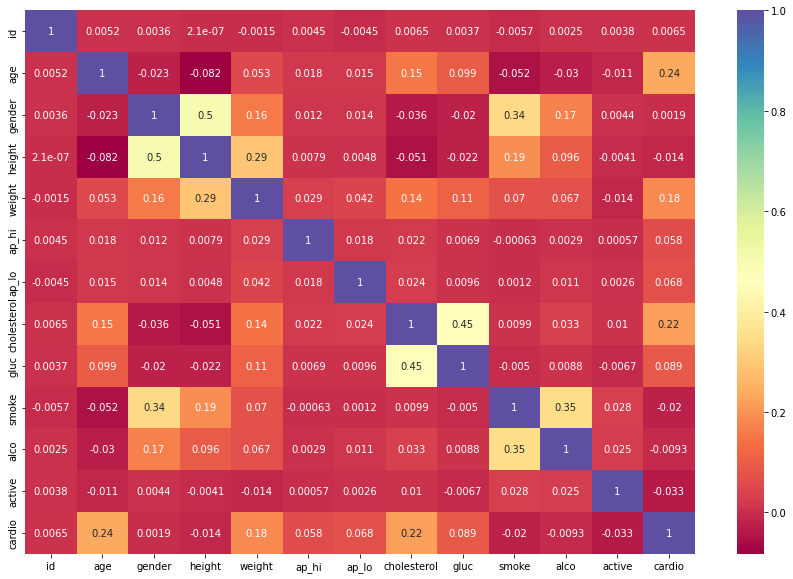 id 1 0.0052 0.0036 2.1e-07 -0.0015 0.0045 -0.0045 0.0065 0.0037 -0.0057 0.0025 0.0038 0.0065
age 0.0052 1 -0.023 -0.082 0.053 0.018 0.015 0.15 0.099 -0.052 -0.03 -0.011 0.24
gender 0.0036 -0.023 1 0.5 0.16 0.012 0.014 -0.036 -0.02 0.34 0.17 0.0044 0.0019
height 2.1e-07 -0.082 0.5 1 0.29 0.0079 0.0048 -0.051 -0.022 0.19 0.096 -0.0041 -0.014
weight -0.0015 0.053 0.16 0.29 1 0.029 0.042 0.14 0.11 0.07 0.067 -0.014 0.18
ap_hi 0.0045 0.018 0.012 0.0079 0.029 1 0.018 0.022 0.0069 -0.00063 0.0029 0.00057 0.058
ap_lo -0.0045 0.015 0.014 0.0048 0.042 0.018 1 0.024 0.0096 0.0012 0.011 0.0026 0.068
cholesterol 0.0065 0.15 -0.036 -0.051 0.14 0.022 0.024 1 0.45 0.0099 0.033 0.01 0.22
gluc 0.0037 0.099 -0.02 -0.022 0.11 0.0069 0.0096 0.45 1 -0.005 0.0088 -0.0067 0.089
smoke -0.0057 -0.052 0.34 0.19 0.07 -0.00063 0.0012 0.0099 -0.005 1 0.35 0.028 -0.02
alco 0.0025 -0.03 0.17 0.096 0.067 0.0029 0.011 0.033 0.0088 0.35 1 0.025 -0.0093
active 0.0038 -0.011 0.0044 -0.0041 -0.014 0.00057 0.0026 0.01 -0.0067 0.028 0.025 1 -0.033
cardio 0.0065 0.24 0.0019 -0.014 0.18 0.058 0.068 0.22 0.089 -0.02 -0.0093 -0.033 1
id age gender height weight ap_hi ap_lo cholesterol gluc smoke alco active cardio
1.0
0.8
0.6
0.4
0.2
0.0